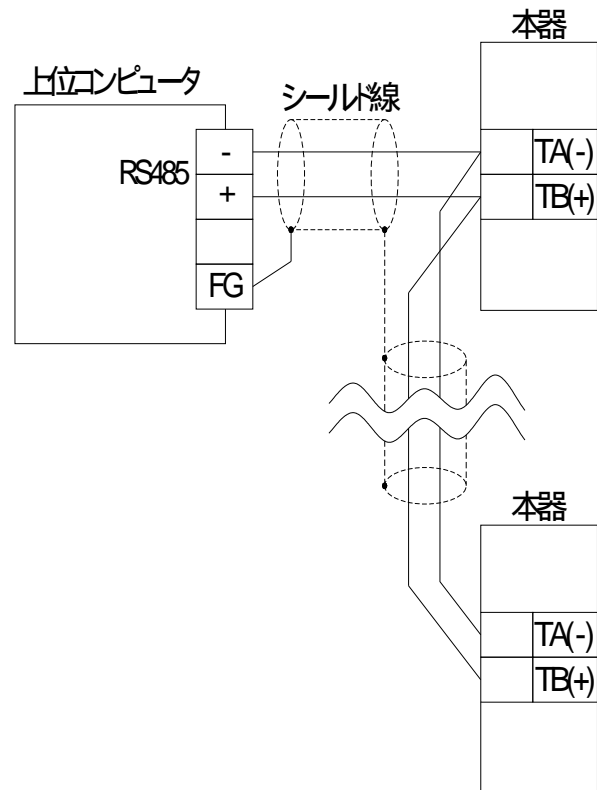 本器
上位コンピュータ
シールド線
RS485
-
+
FG
TA(-)
TB(+)
本器
TA(-)
TB(+)